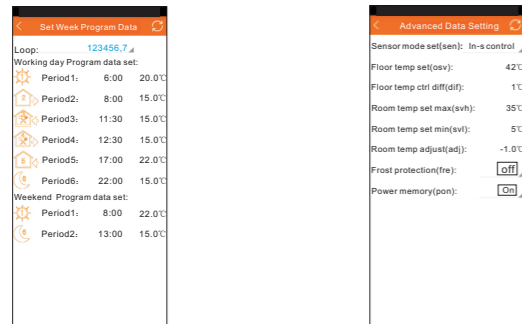 Set Week Program Data
Loop: 123456,7
Working day Program data set:
Period1: 6:00 20.0℃
2 Period2: 8:00 15.0℃
Period3: 11:30 15.0℃
Period4: 12:30 15.0℃
5 Period5: 17:00 22.0℃
6 Period6: 22:00 15.0℃
Weekend Program data set:
1 Period1: 8:00 22.0℃
6 Period2: 13:00 15.0℃
Advanced Data Setting
Sensor mode set(sen): In-s control
Floor temp set(osv): 42℃
Floor temp ctrl diff(dif): 1℃
Room temp set max(svh): 35℃
Room temp set min(svl): 5℃
Room temp adjust(adj): -1.0℃
Frost protection(fre): off
Power memory(pon): On